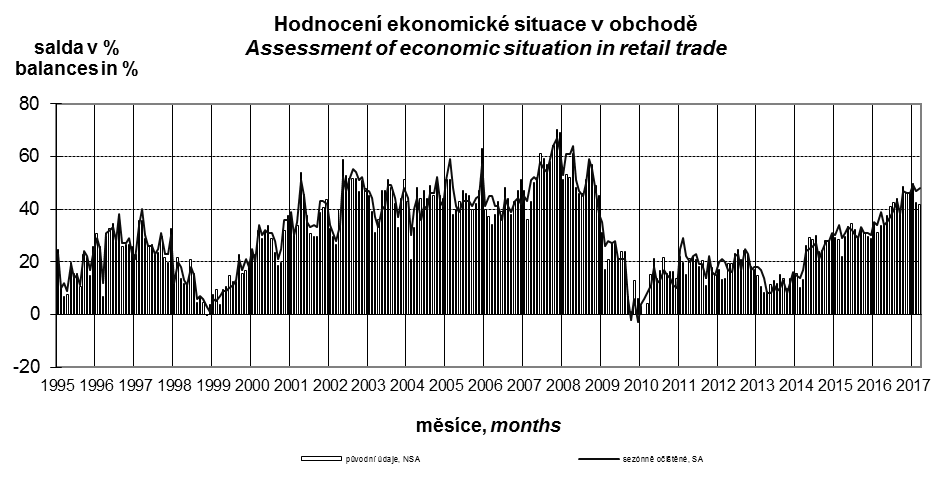 Hodnocení ekonomické situace v obchodě
Assessment of economic situation in retail trade
salda v %
balances in %
80
60
40
20
0
-20
1995 1996 1997 1998 1999 2000 2001 2002 2003 2004 2005 2006 2007 2008 2009 2010 2011 2012 2013 2014 2015 2016 2017
měsíce, months
původní údaje, NSA sezónně očištěné, SA